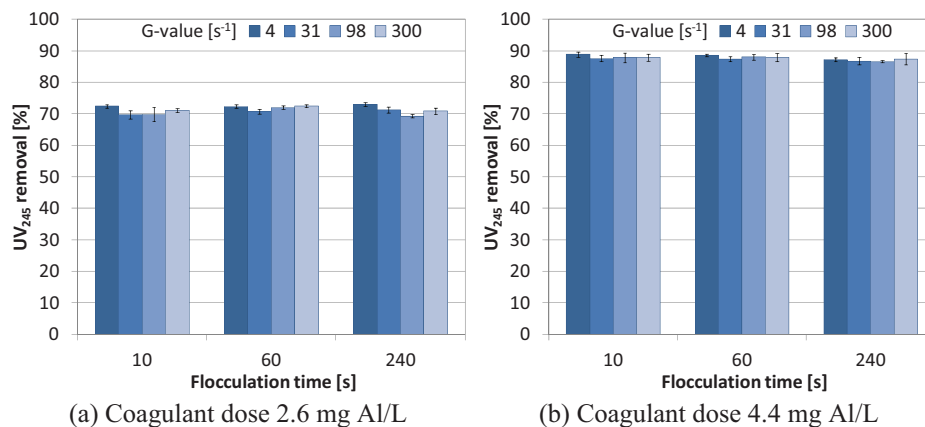 G-value [s-1] 4 31 98 300
100
90
80
70
60
50
40
30
20
10
0
UV245 removal [%]
10 60 240
Flocculation time [s]
(a) Coagulant dose 2.6 mg Al/L
G-value [s-1] 4 31 98 300
100
90
80
70
60
50
40
30
20
10
0
UV245 removal [%]
10 60 240
Flocculation time [s]
(b) Coagulant dose 4.4 mg Al/L